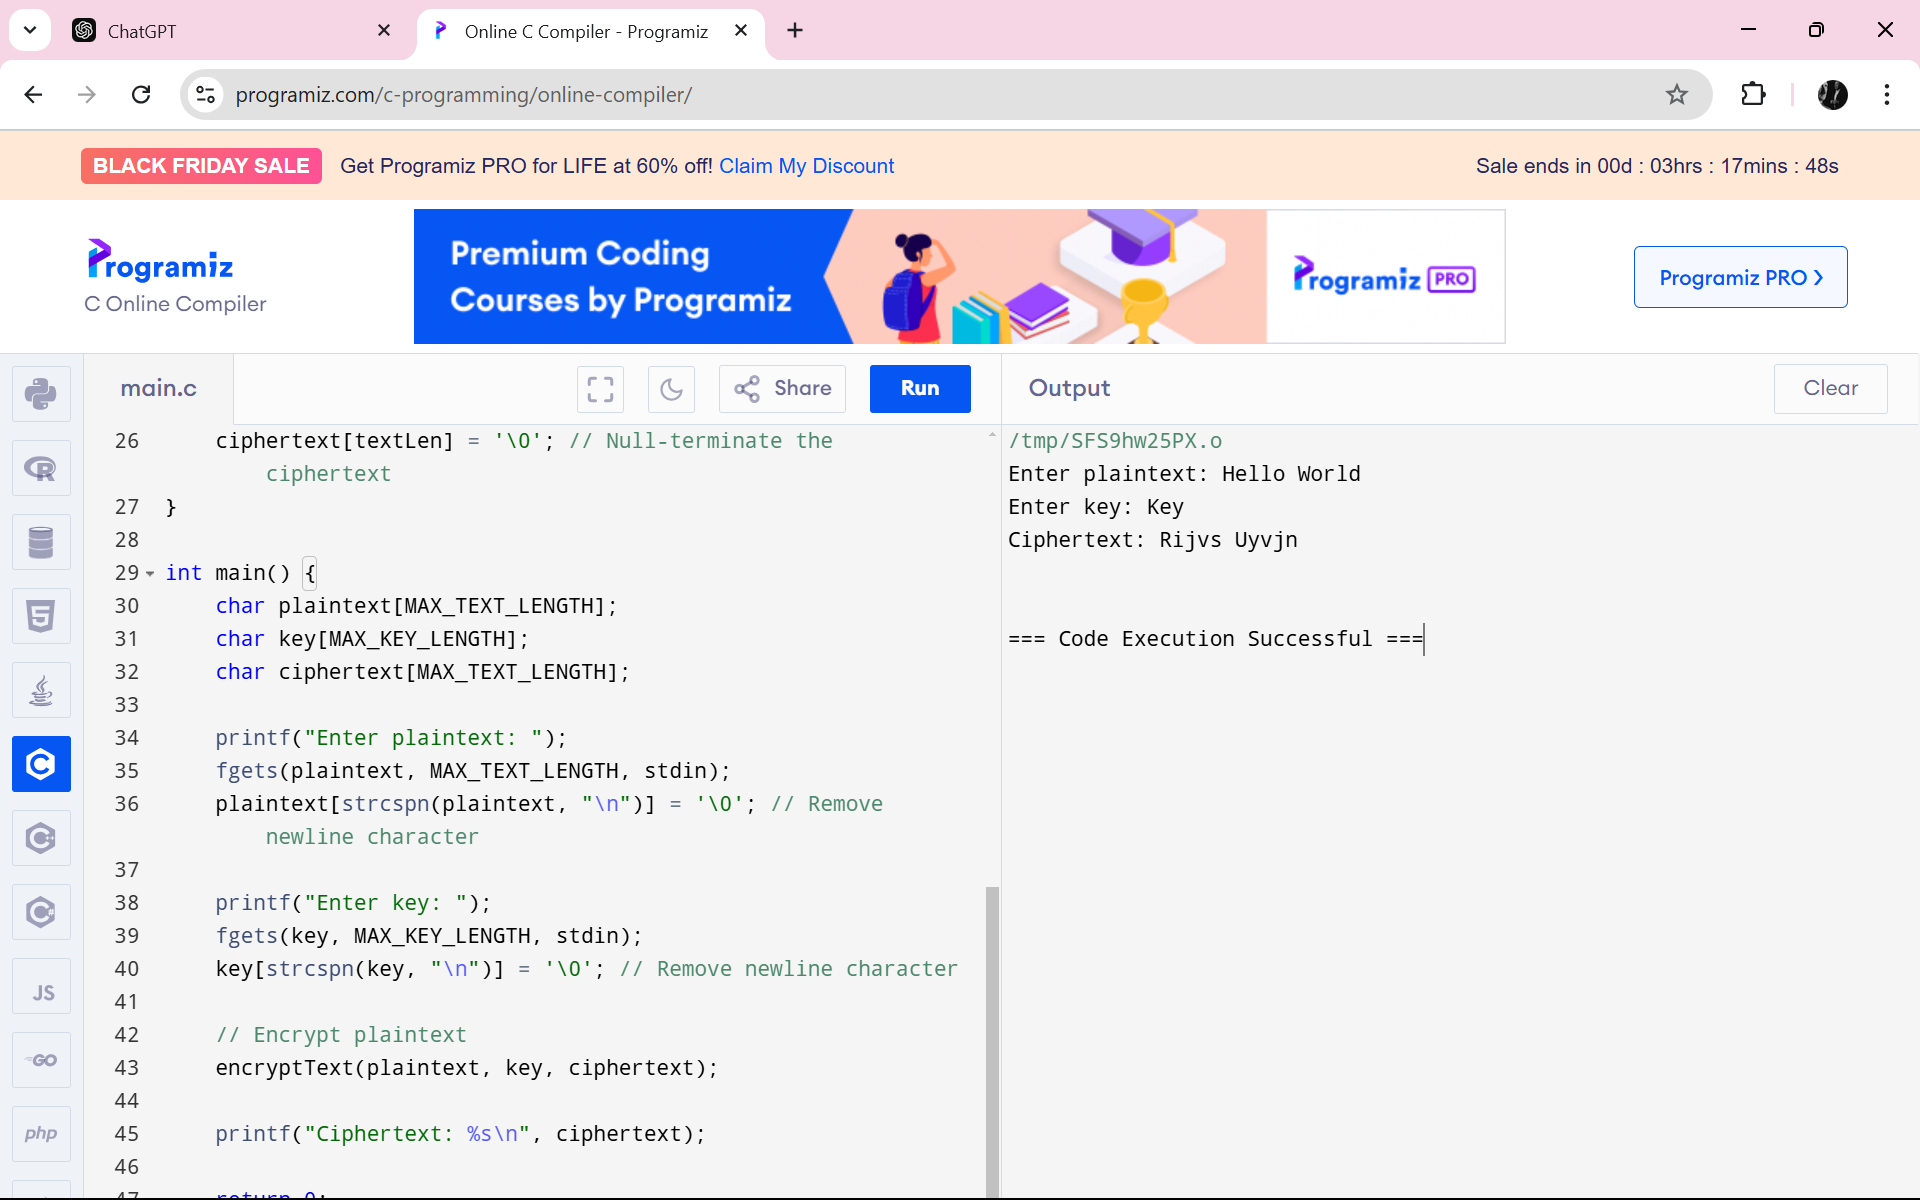 ChatGPT
Online C Compiler - Programiz
programiz.com/c-programming/online-compiler/
BLACK FRIDAY SALE Get Programiz PRO for LIFE at 60% off! Claim My Discount
Sale ends in 00d : 03hrs : 17mins : 48s
Programiz
C Online Compiler
Premium Coding
Courses by Programiz
Programiz PRO
Programiz PRO ›
main.c
Share
Run
Output
Clear
26 ciphertext[textLen] = '\0'; // Null-terminate the
ciphertext
27 }
28
29 int main() {
30 char plaintext[MAX_TEXT_LENGTH];
31 char key[MAX_KEY_LENGTH];
32 char ciphertext[MAX_TEXT_LENGTH];
33
34 printf("Enter plaintext: ");
35 fgets(plaintext, MAX_TEXT_LENGTH, stdin);
36 plaintext[strcspn(plaintext, "\n")] = '\0'; // Remove
newline character
37
38 printf("Enter key: ");
39 fgets(key, MAX_KEY_LENGTH, stdin);
40 key[strcspn(key, "\n")] = '\0'; // Remove newline character
41
42 // Encrypt plaintext
43 encryptText(plaintext, key, ciphertext);
44
45 printf("Ciphertext: %s\n", ciphertext);
46
47 return 0;
/tmp/SFS9hw25PX.o
Enter plaintext: Hello World
Enter key: Key
Ciphertext: Rijvs Uyvjn
=== Code Execution Successful ===
R
5
C
C++
C#
JS
GO
php